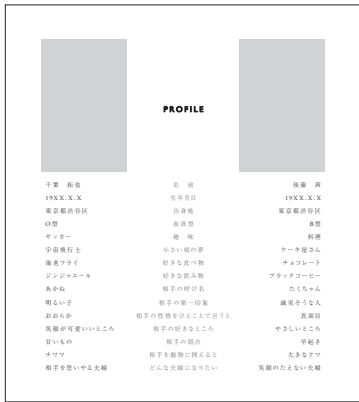 PROFILE
千葉 拓也 名 前 後藤 茜
19XX.X.X 生年月日 19XX.X.X
東京都渋谷区 出身地 東京都渋谷区
O型 血液型 B型
サッカー 趣 味 料理
宇宙飛行士 小さい頃の夢 ケーキ屋さん
海老フライ 好きな食べ物 チョコレート
ジンジャエール 好きな飲み物 ブラックコーヒー
あかね 相手の呼び名 たくちゃん
明るい子 相手の第一印象 誠実そうな人
おおらか 相手の性格をひとことで言うと 真面目
笑顔が可愛いいところ 相手の好きなところ やさしいところ
甘いもの 相手の弱点 早起き
チワワ 相手を動物に例えると 大きなクマ
相手を思いやる夫婦 どんな夫婦になりたい 笑顔のたえない夫婦